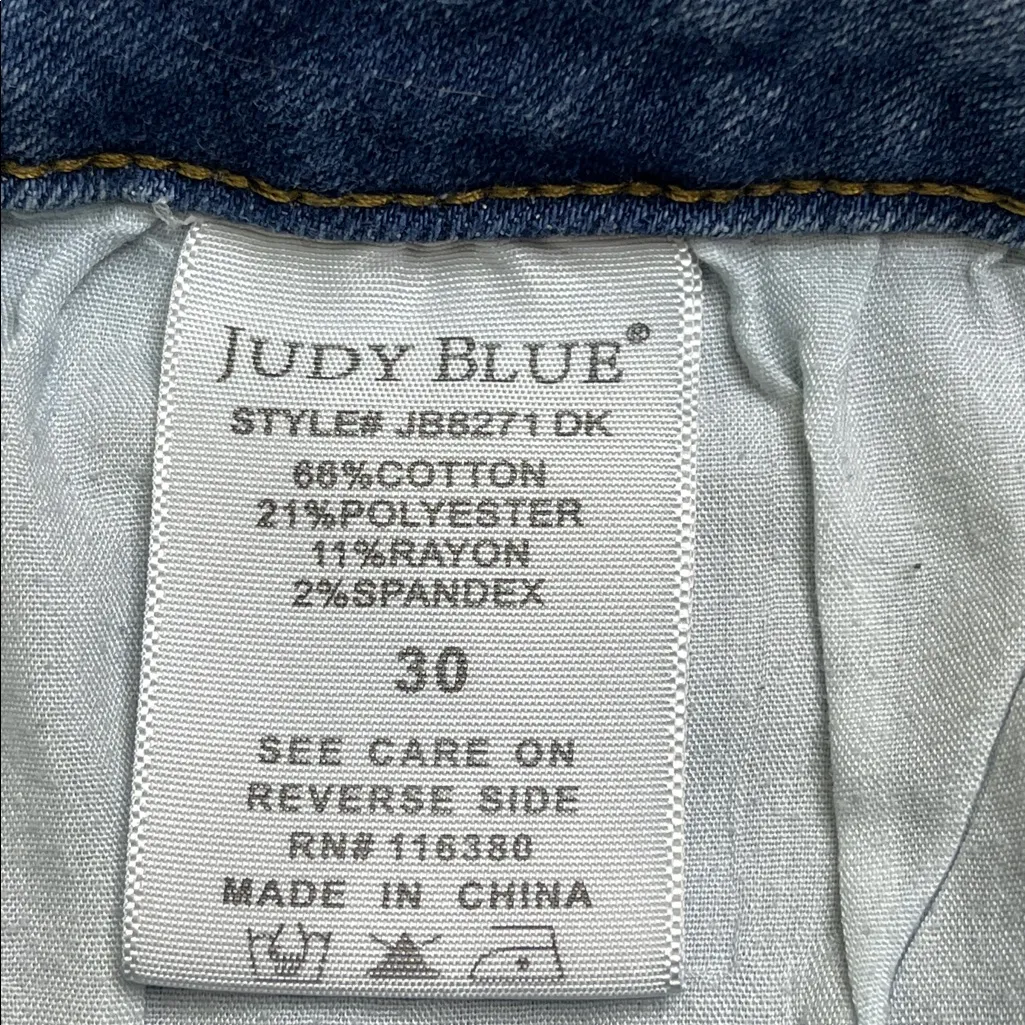 JUDY BLUE®
STYLE# JB8271 DK
66%COTTON
21%POLYESTER
11%RAYON
2%SPANDEX
30
SEE CARE ON
REVERSE SIDE
RN# 116380
MADE IN CHINA